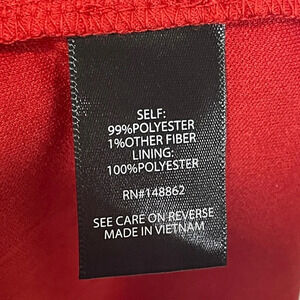 SELF:
99%POLYESTER
1%OTHER FIBER
LINING:
100%POLYESTER
RN#148862
SEE CARE ON REVERSE
MADE IN VIETNAM